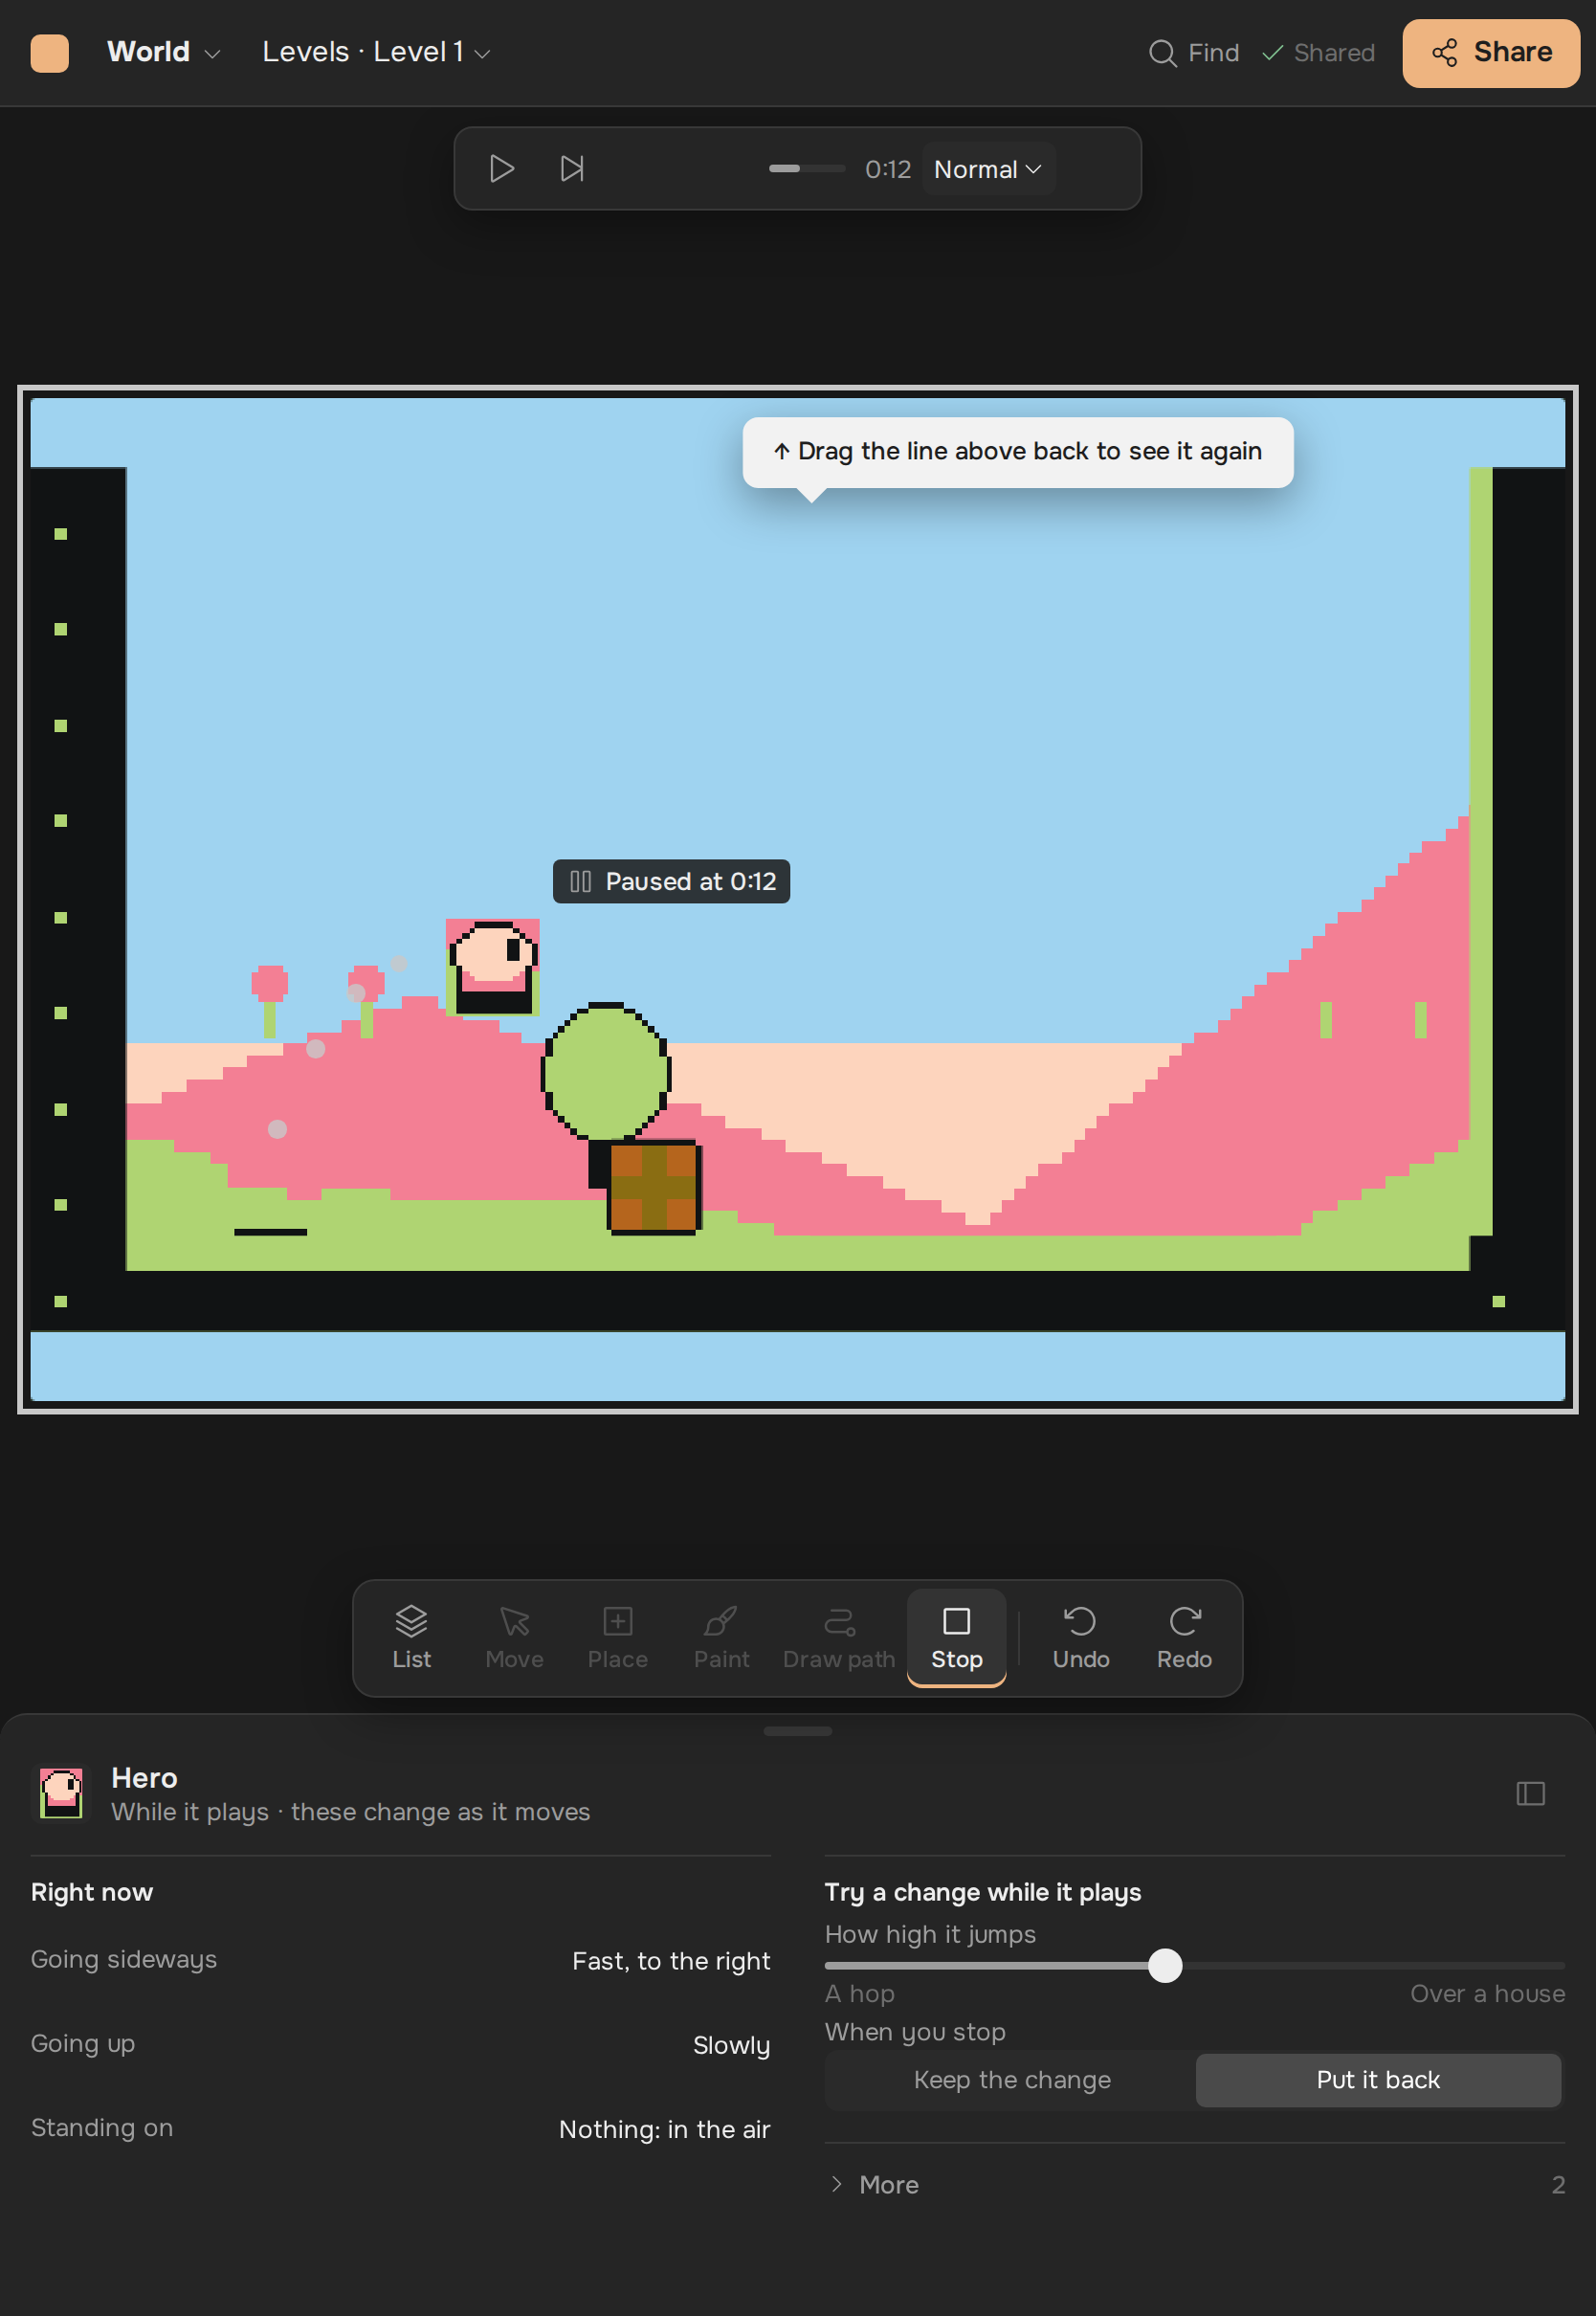 World
Levels · Level 1
Find
Shared
Share
0:12
Normal
↑ Drag the line above back to see it again
Paused at 0:12
List
Move
Place
Paint
Draw path
Stop
Undo
Redo
Hero
While it plays · these change as it moves
Right now
Going sideways
Fast, to the right
Going up
Slowly
Standing on
Nothing: in the air
Try a change while it plays
How high it jumps
A hop
Over a house
When you stop
Keep the change
Put it back
More
2